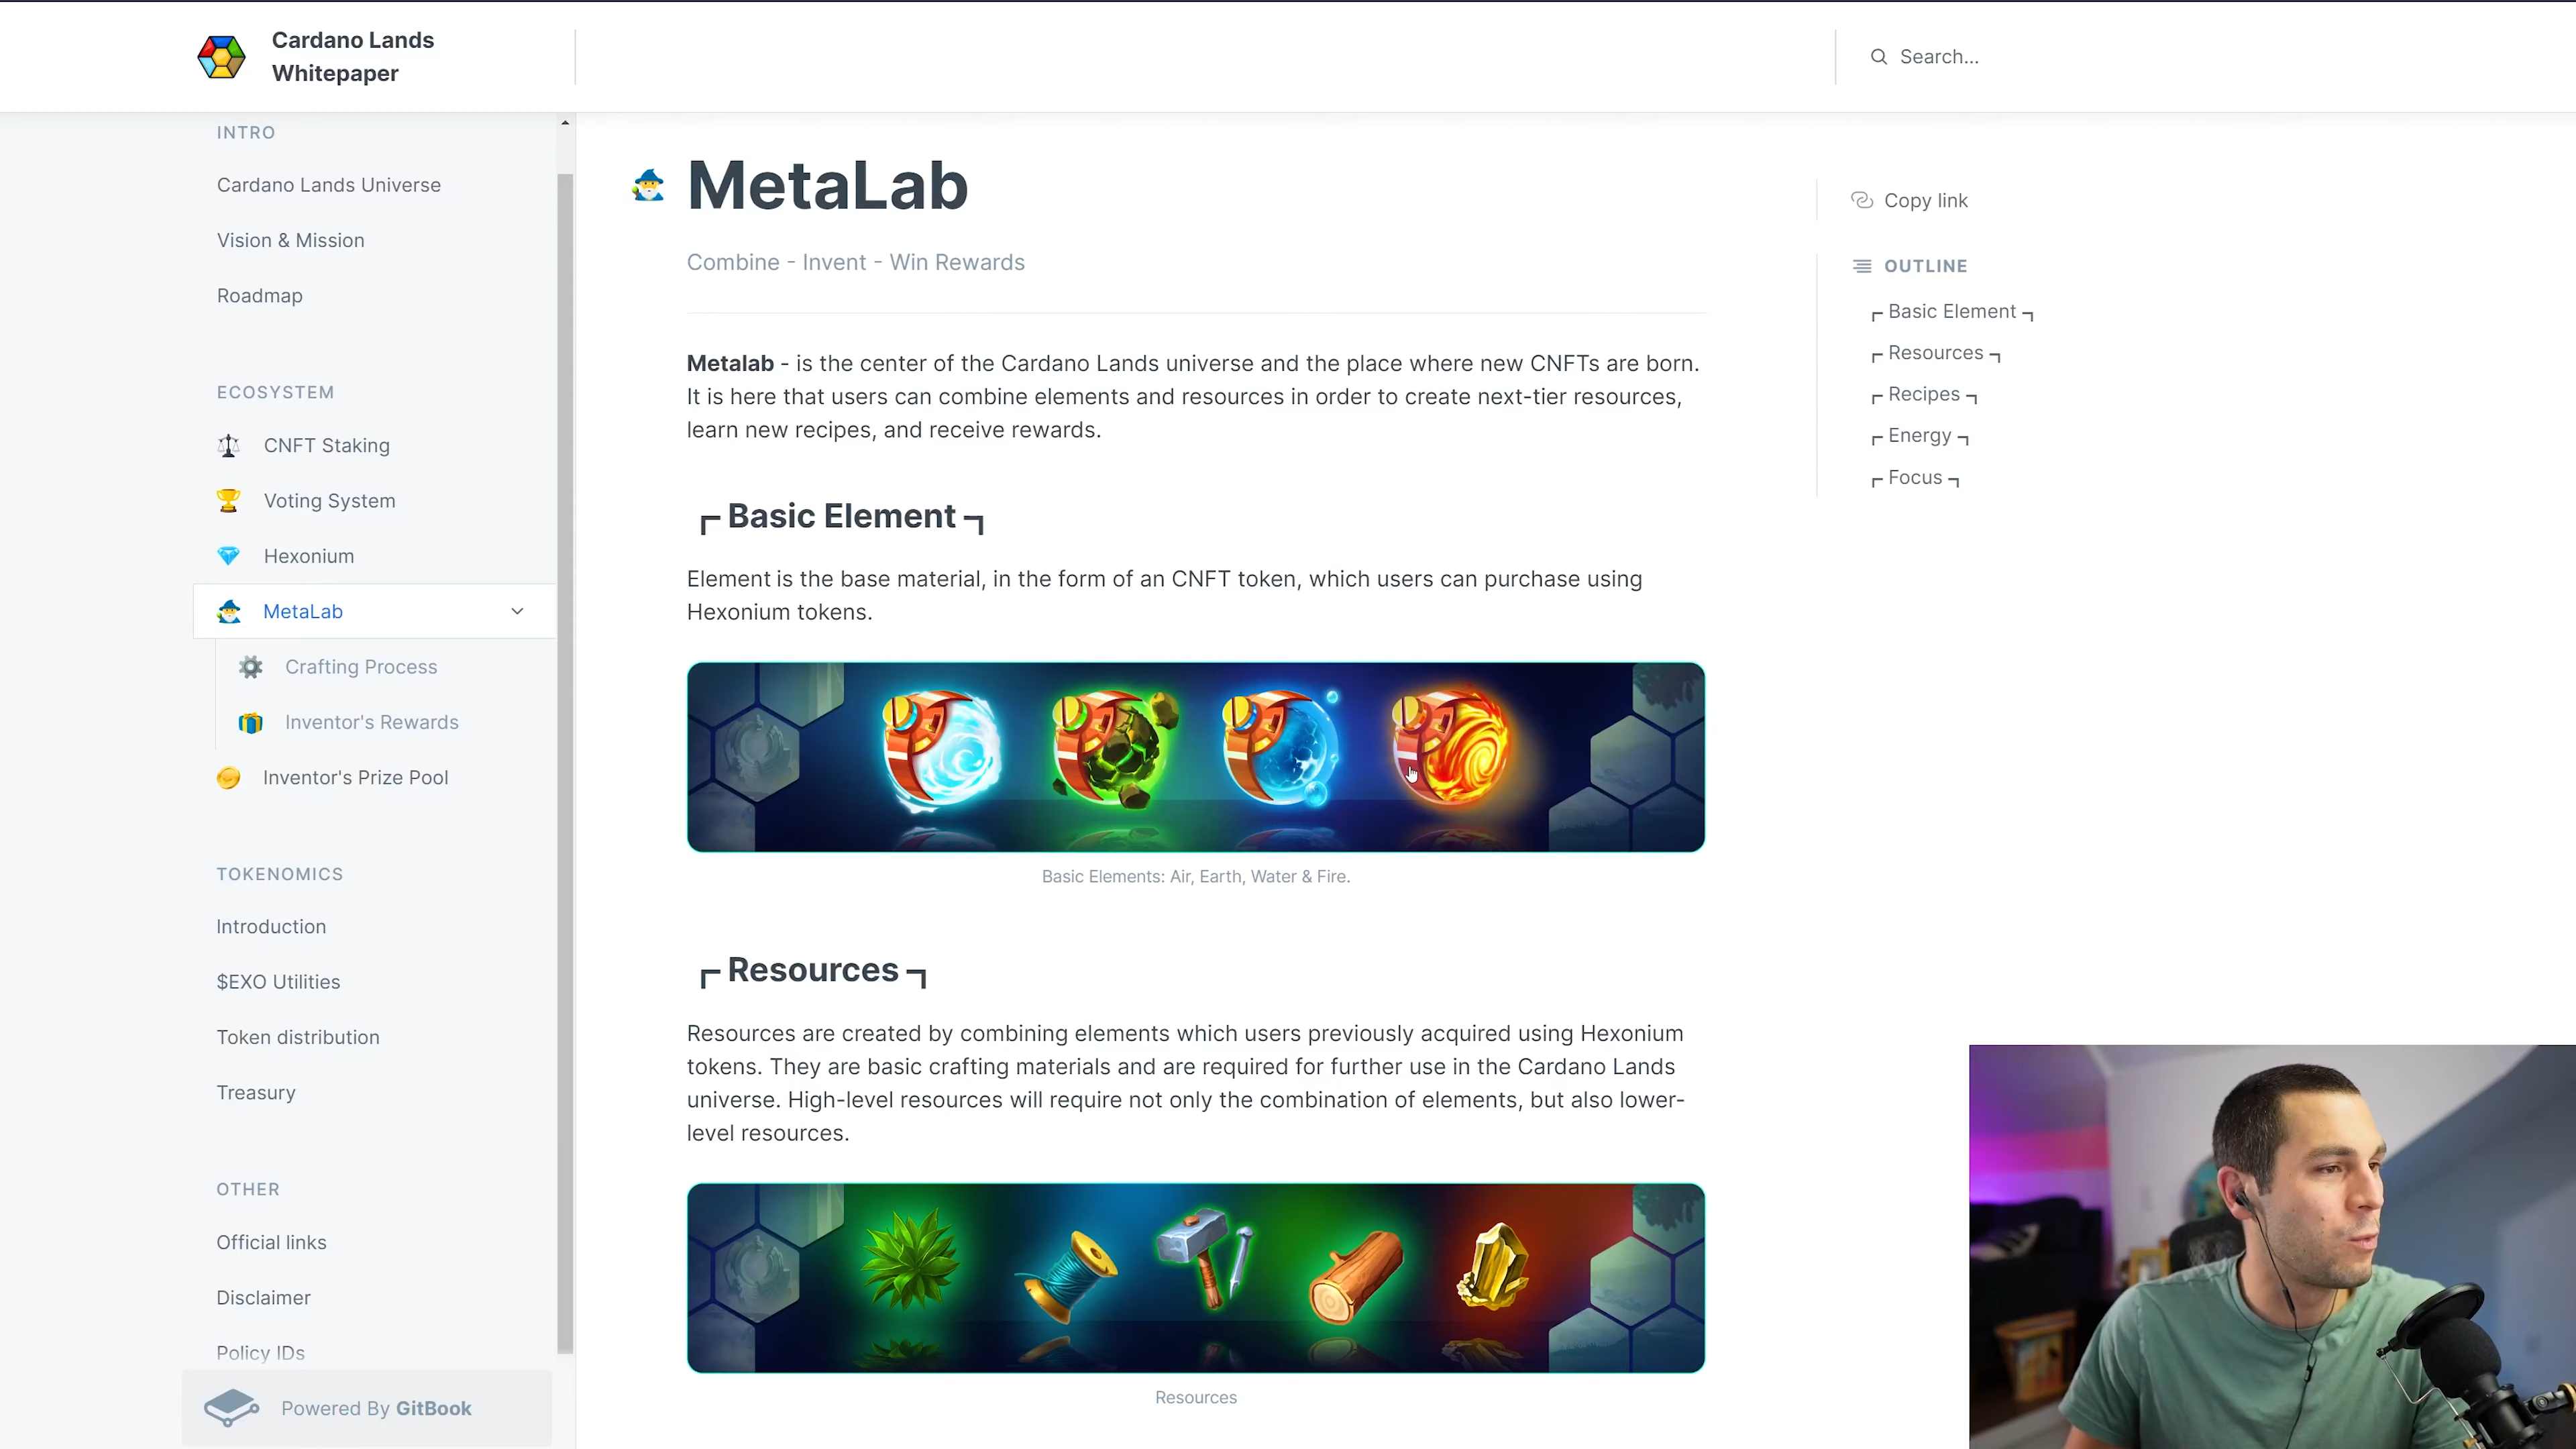 Cardano Lands
Whitepaper
Search...
INTRO
Cardano Lands Universe
Vision & Mission
Roadmap
ECOSYSTEM
CNFT Staking
Voting System
Hexonium
MetaLab
Crafting Process
Inventor's Rewards
Inventor's Prize Pool
TOKENOMICS
Introduction
$EXO Utilities
Token distribution
Treasury
OTHER
Official links
Disclaimer
Policy IDs
Powered By GitBook
MetaLab
Combine - Invent - Win Rewards
Metalab - is the center of the Cardano Lands universe and the place where new CNFTs are born.
It is here that users can combine elements and resources in order to create next-tier resources,
learn new recipes, and receive rewards.
┌ Basic Element ┐
Element is the base material, in the form of an CNFT token, which users can purchase using
Hexonium tokens.
Basic Elements: Air, Earth, Water & Fire.
┌ Resources ┐
Resources are created by combining elements which users previously acquired using Hexonium
tokens. They are basic crafting materials and are required for further use in the Cardano Lands
universe. High-level resources will require not only the combination of elements, but also lower-
level resources.
Resources
Copy link
OUTLINE
┌ Basic Element ┐
┌ Resources ┐
┌ Recipes ┐
┌ Energy ┐
┌ Focus ┐